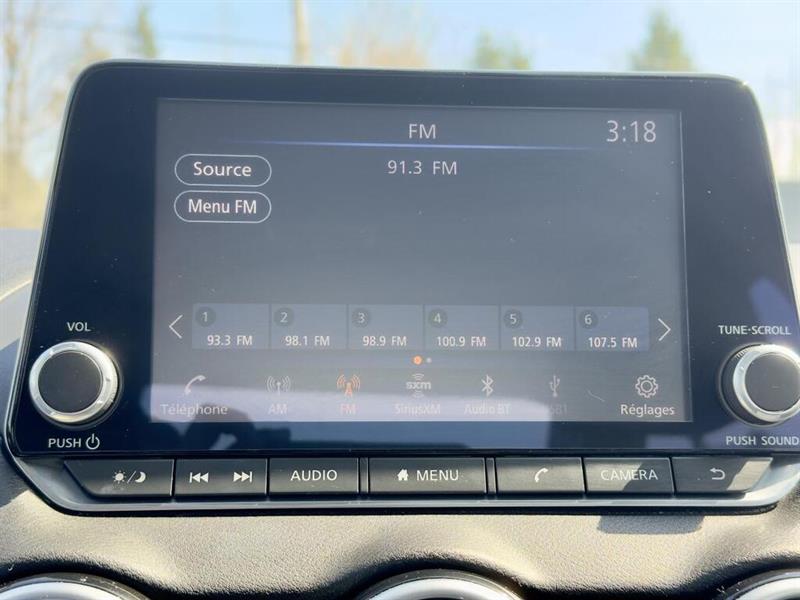 FM 3:18
Source 91.3 FM
Menu FM
1 2 3 4 5 6
93.3 FM 98.1 FM 98.9 FM 100.9 FM 102.9 FM 107.5 FM
VOL TUNE·SCROLL
sxm
Téléphone AM FM SiriusXM Audio BT Réglages
PUSH PUSH SOUND
AUDIO MENU CAMERA